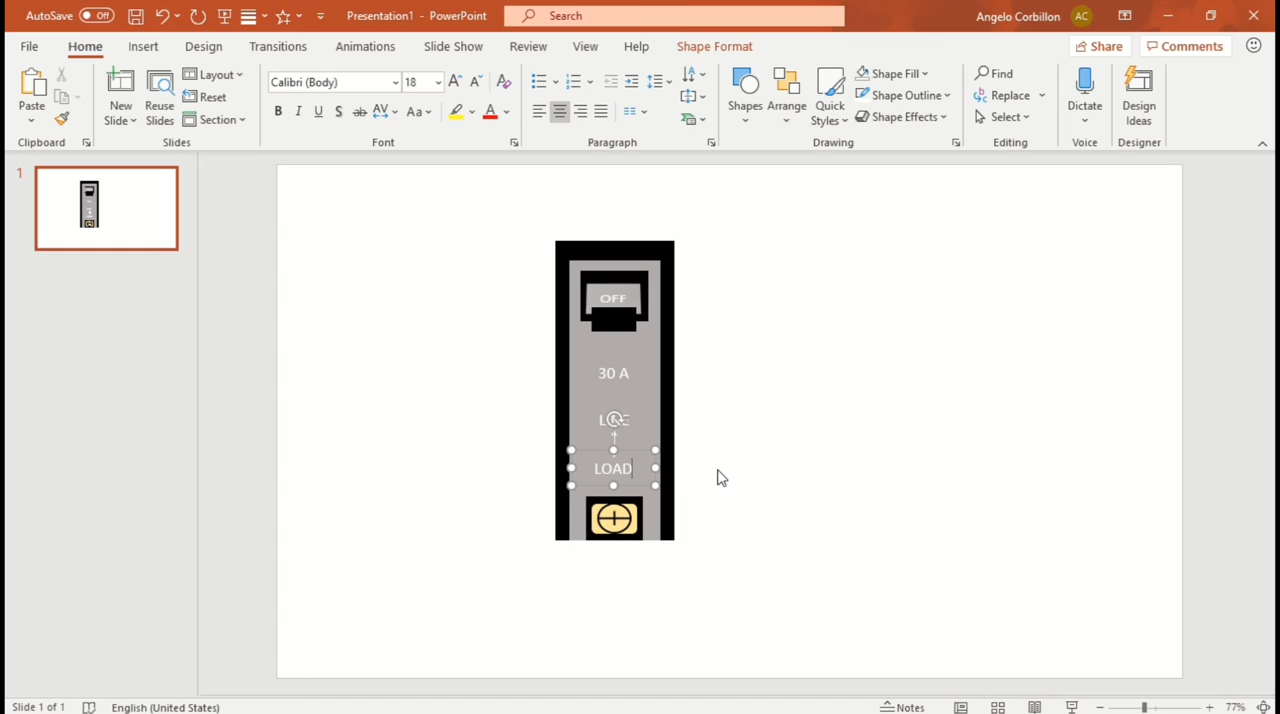 AutoSave Off Presentation1 - PowerPoint Search Angelo Corbillon AC
File Home Insert Design Transitions Animations Slide Show Review View Help Shape Format Share Comments
Paste
Clipboard
New Slide
Reuse Slides
Layout
Reset
Section
Slides
Calibri (Body) 18
B I U S ab AV Aa A
Font
Paragraph
Shapes
Arrange
Quick Styles
Shape Fill
Shape Outline
Shape Effects
Drawing
Find
Replace
Select
Editing
Dictate
Voice
Design Ideas
Designer
1
OFF
30 A
LOAD
Slide 1 of 1 English (United States) Notes 77%